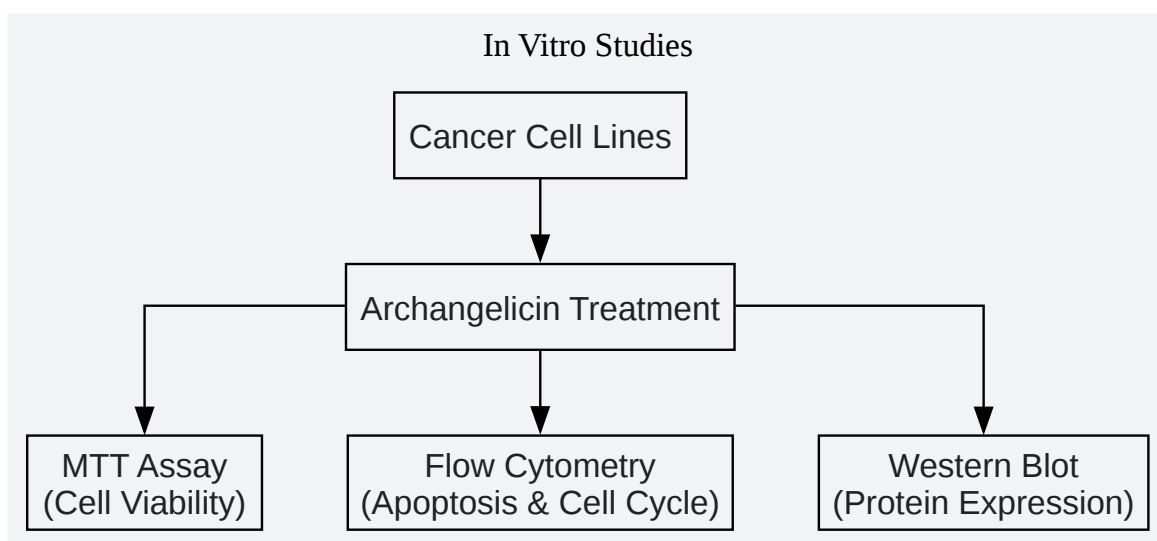 In Vitro Studies
Cancer Cell Lines
Archangelicin Treatment
MTT Assay
(Cell Viability)
Flow Cytometry
(Apoptosis & Cell Cycle)
Western Blot
(Protein Expression)